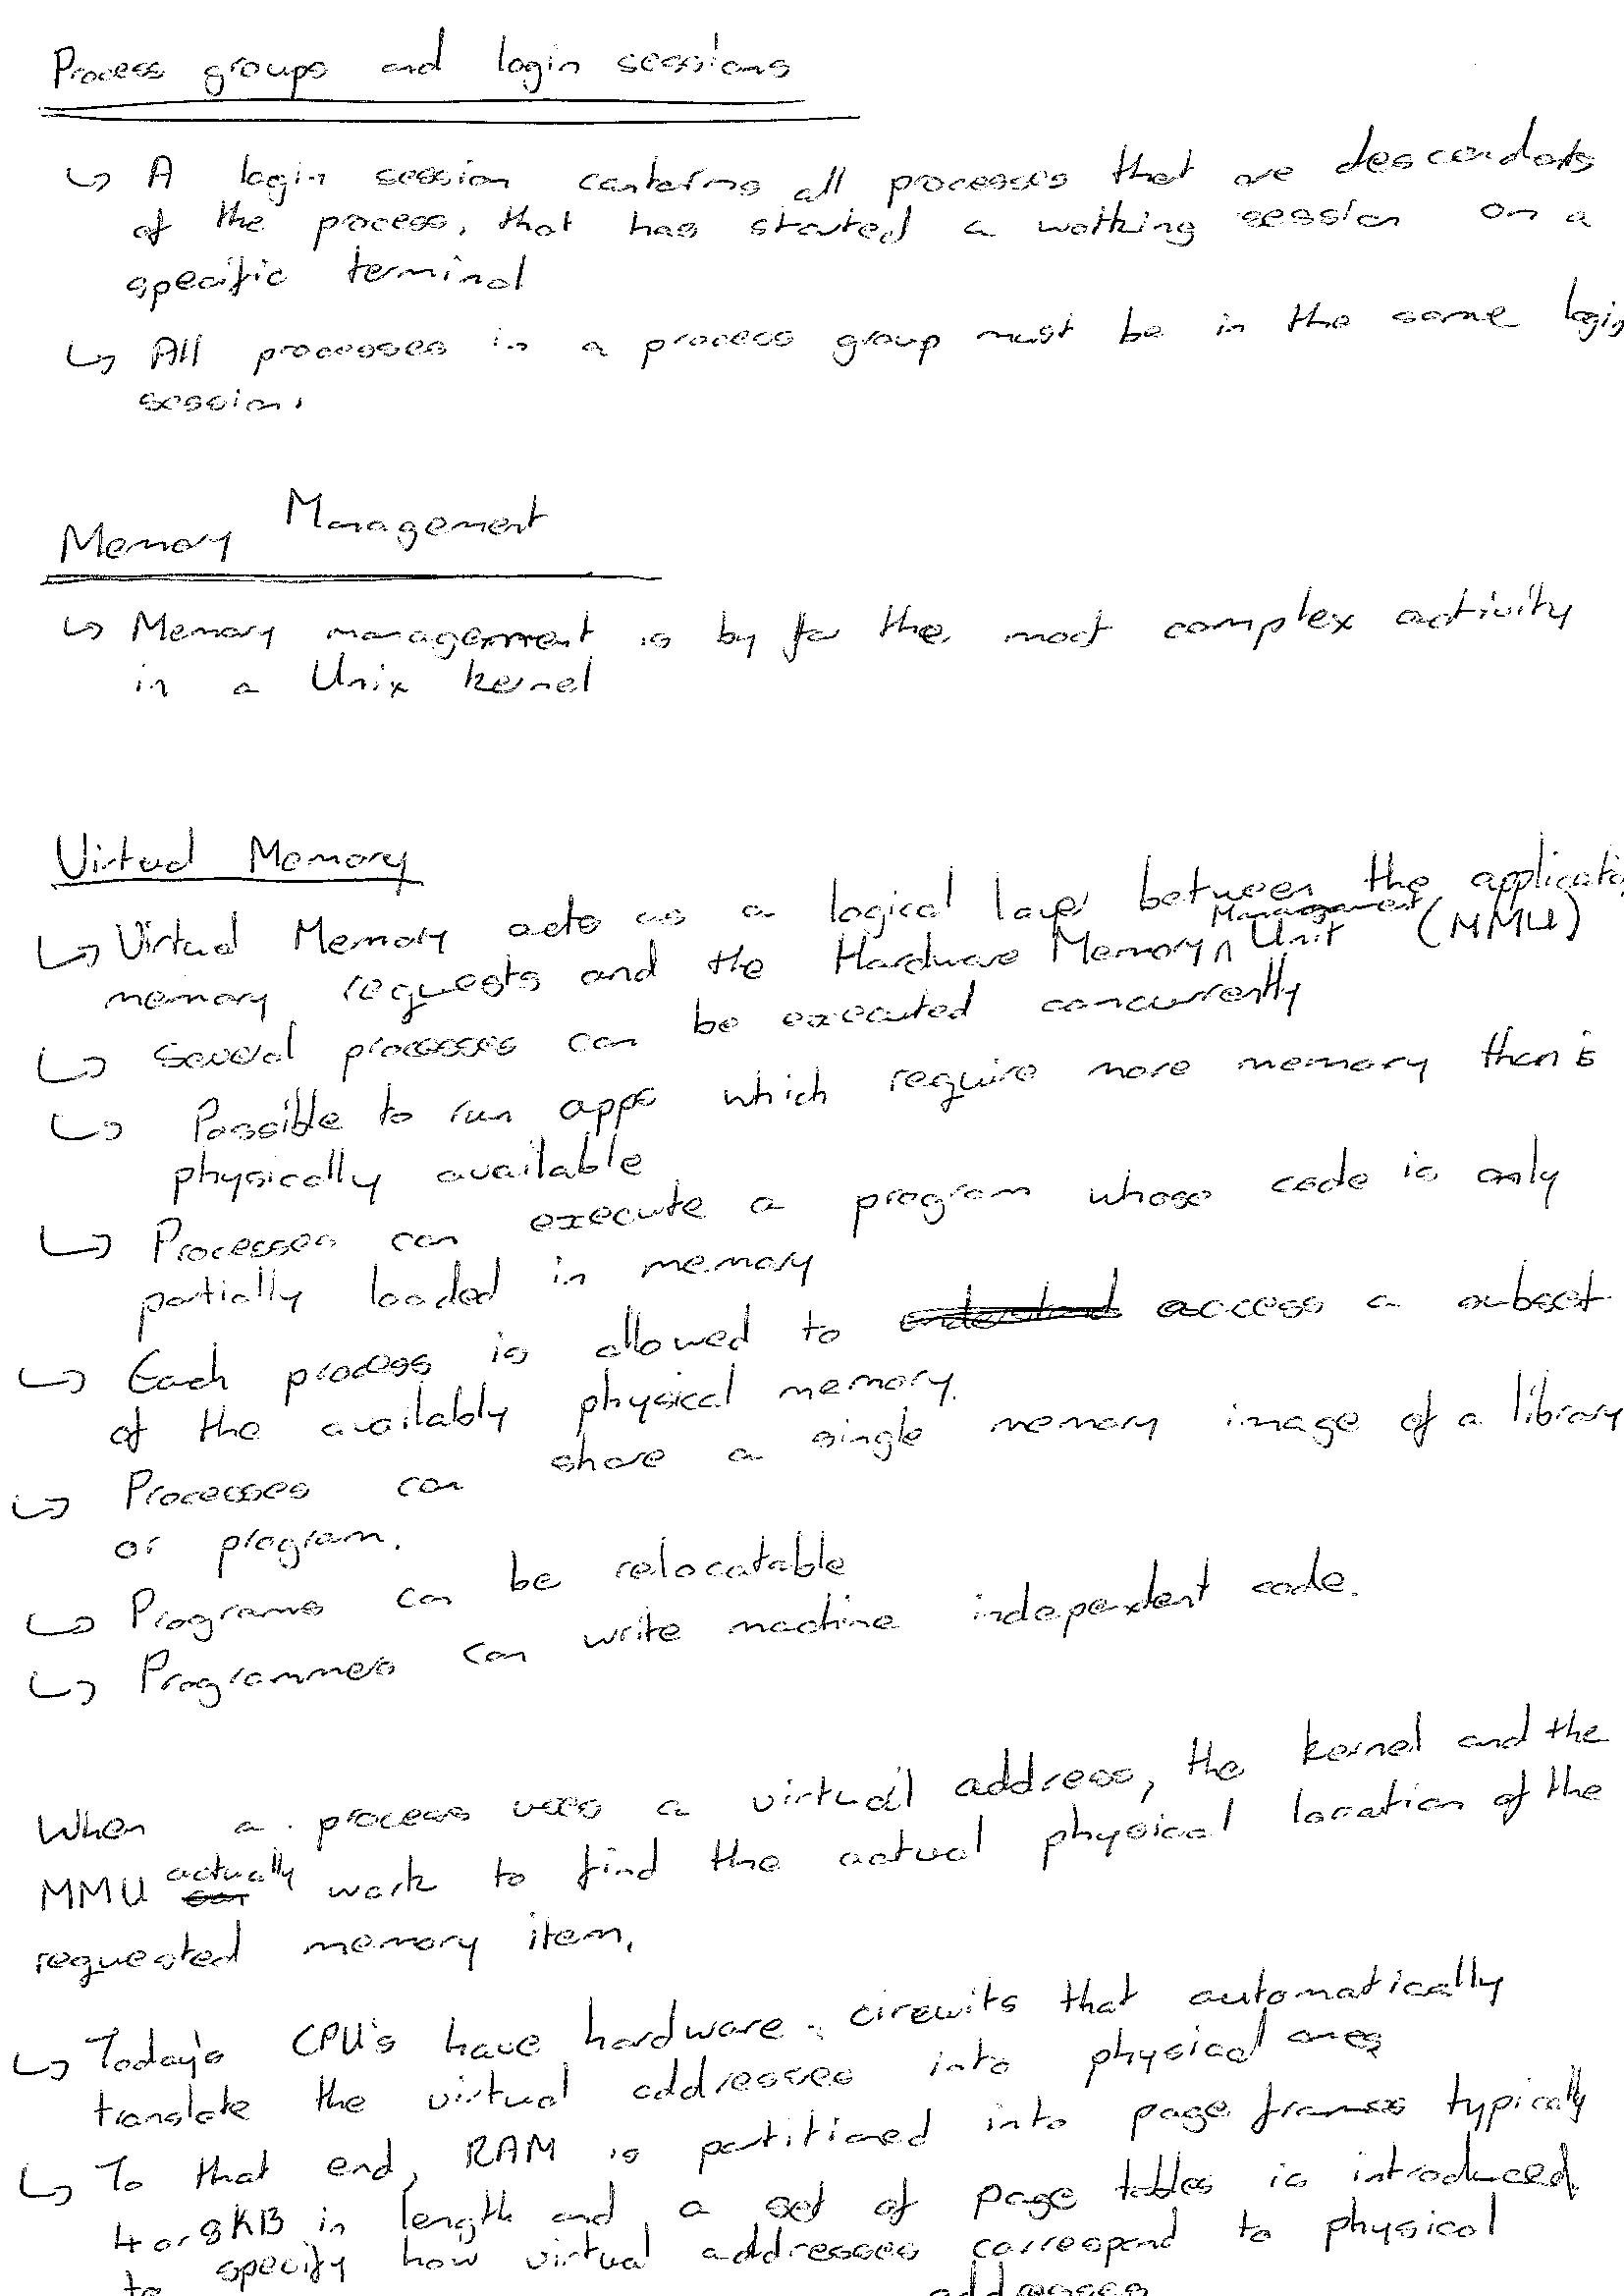 Process groups and login sessions
↳ A login session contains all processes that are descendants
of the process, that has started a working session on a
specific terminal
↳ All processes in a process group must be in the same login
session.
Memory Management
↳ Memory management is by far the most complex activity
in a Unix kernel
Virtual Memory
↳ Virtual Memory acts as a logical layer between the applicatio
memory requests and the Hardware Memory Management Unit (MMU)
↳ Several processes can be executed concurrently
↳ Possible to run apps which require more memory than is
physically available
↳ Processes can execute a program whose code is only
partially loaded in memory
↳ Each process is allowed to access a subset
of the availably physical memory.
↳ Processes can share a single memory image of a library
or program.
↳ Programs can be relocatable
↳ Programmers can write machine independent code.
When a process uses a virtual address, the kernel and the
MMU actually work to find the actual physical location of the
requested memory item.
↳ Today's CPU's have hardware circuits that automatically
translate the virtual addresses into physical ones
↳ To that end, RAM is partitioned into page frames typically
4 or 8KB in length and a set of page tables is introduced
to specify how virtual addresses correspond to physical
addresses